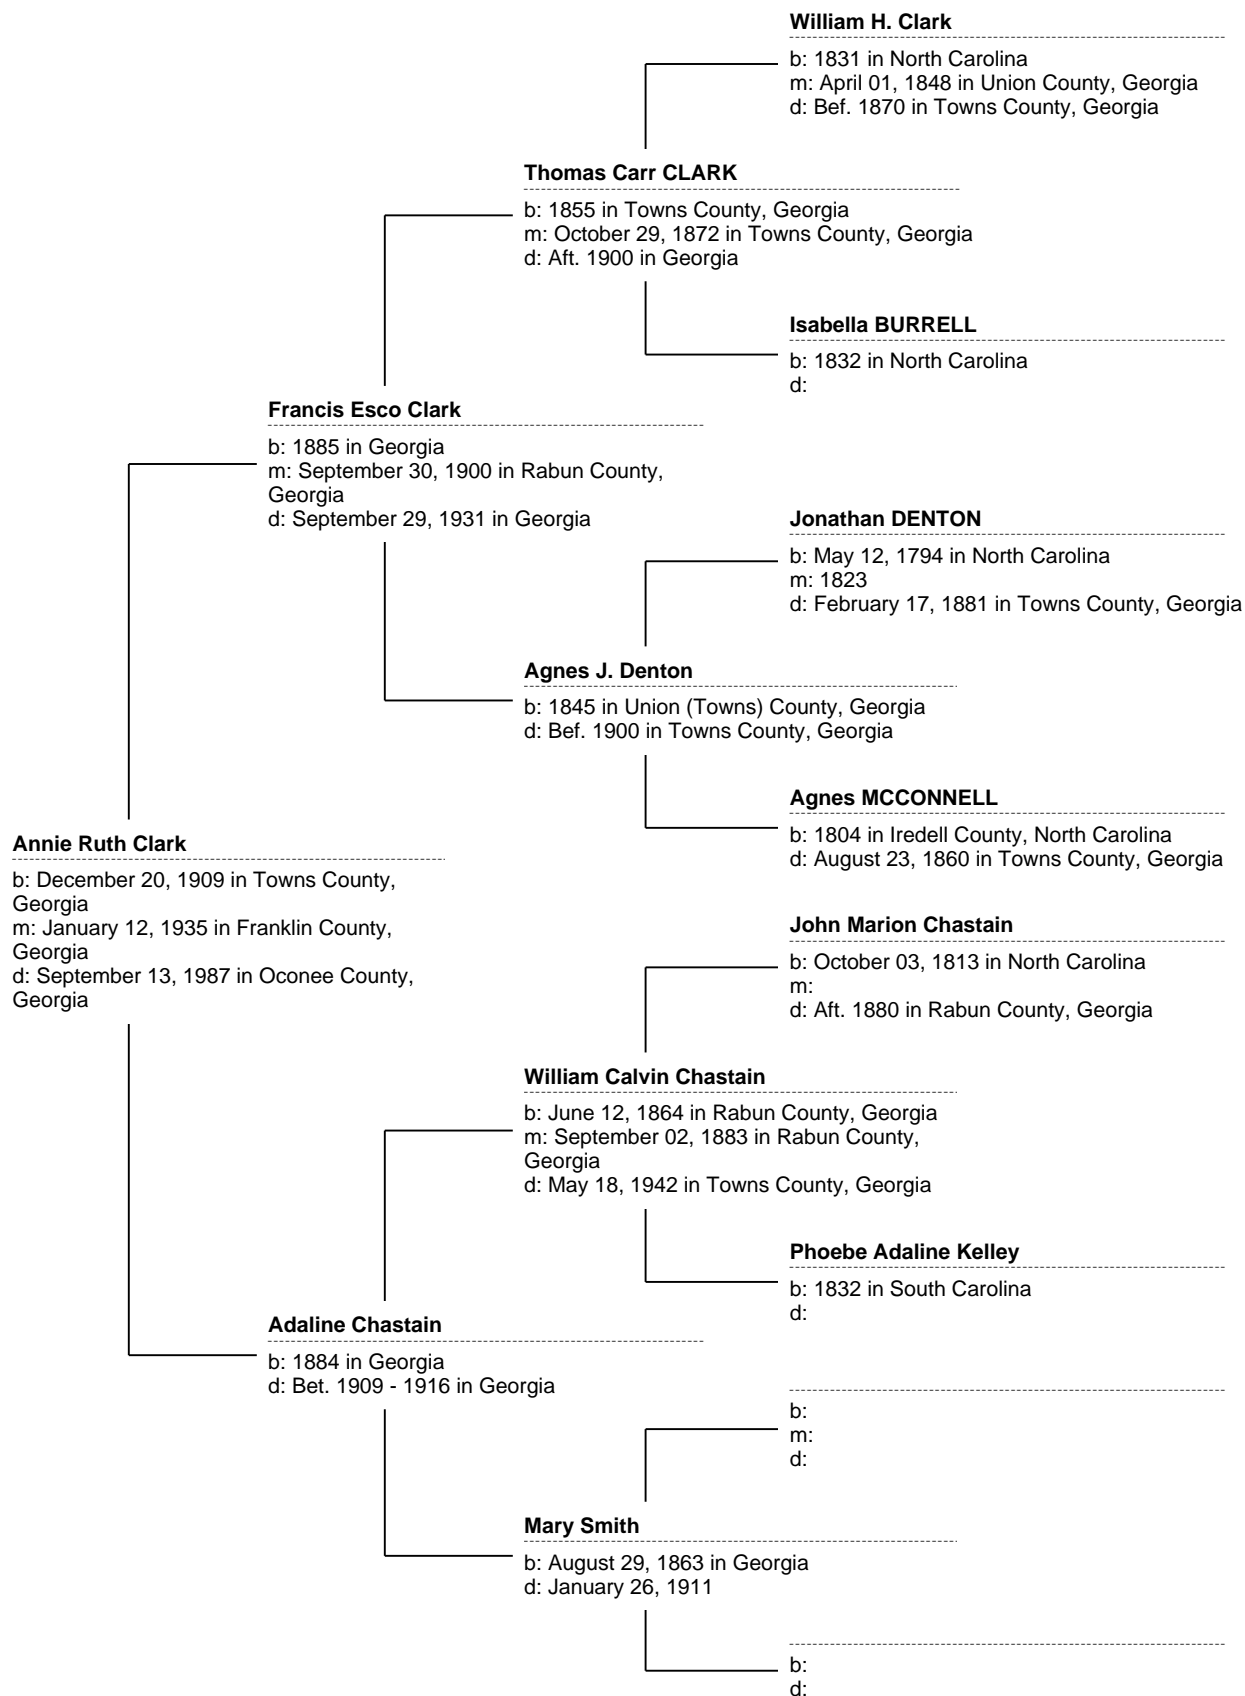 William H. Clark
b: 1831 in North Carolina
m: April 01, 1848 in Union County, Georgia
d: Bef. 1870 in Towns County, Georgia
Thomas Carr CLARK
b: 1855 in Towns County, Georgia
m: October 29, 1872 in Towns County, Georgia
d: Aft. 1900 in Georgia
Isabella BURRELL
b: 1832 in North Carolina
d:
Francis Esco Clark
b: 1885 in Georgia
m: September 30, 1900 in Rabun County,
Georgia
d: September 29, 1931 in Georgia
Jonathan DENTON
b: May 12, 1794 in North Carolina
m: 1823
d: February 17, 1881 in Towns County, Georgia
Agnes J. Denton
b: 1845 in Union (Towns) County, Georgia
d: Bef. 1900 in Towns County, Georgia
Agnes MCCONNELL
b: 1804 in Iredell County, North Carolina
d: August 23, 1860 in Towns County, Georgia
Annie Ruth Clark
b: December 20, 1909 in Towns County,
Georgia
m: January 12, 1935 in Franklin County,
Georgia
d: September 13, 1987 in Oconee County,
Georgia
John Marion Chastain
b: October 03, 1813 in North Carolina
m:
d: Aft. 1880 in Rabun County, Georgia
William Calvin Chastain
b: June 12, 1864 in Rabun County, Georgia
m: September 02, 1883 in Rabun County,
Georgia
d: May 18, 1942 in Towns County, Georgia
Phoebe Adaline Kelley
b: 1832 in South Carolina
d:
Adaline Chastain
b: 1884 in Georgia
d: Bet. 1909 - 1916 in Georgia
b:
m:
d:
Mary Smith
b: August 29, 1863 in Georgia
d: January 26, 1911
b:
d: